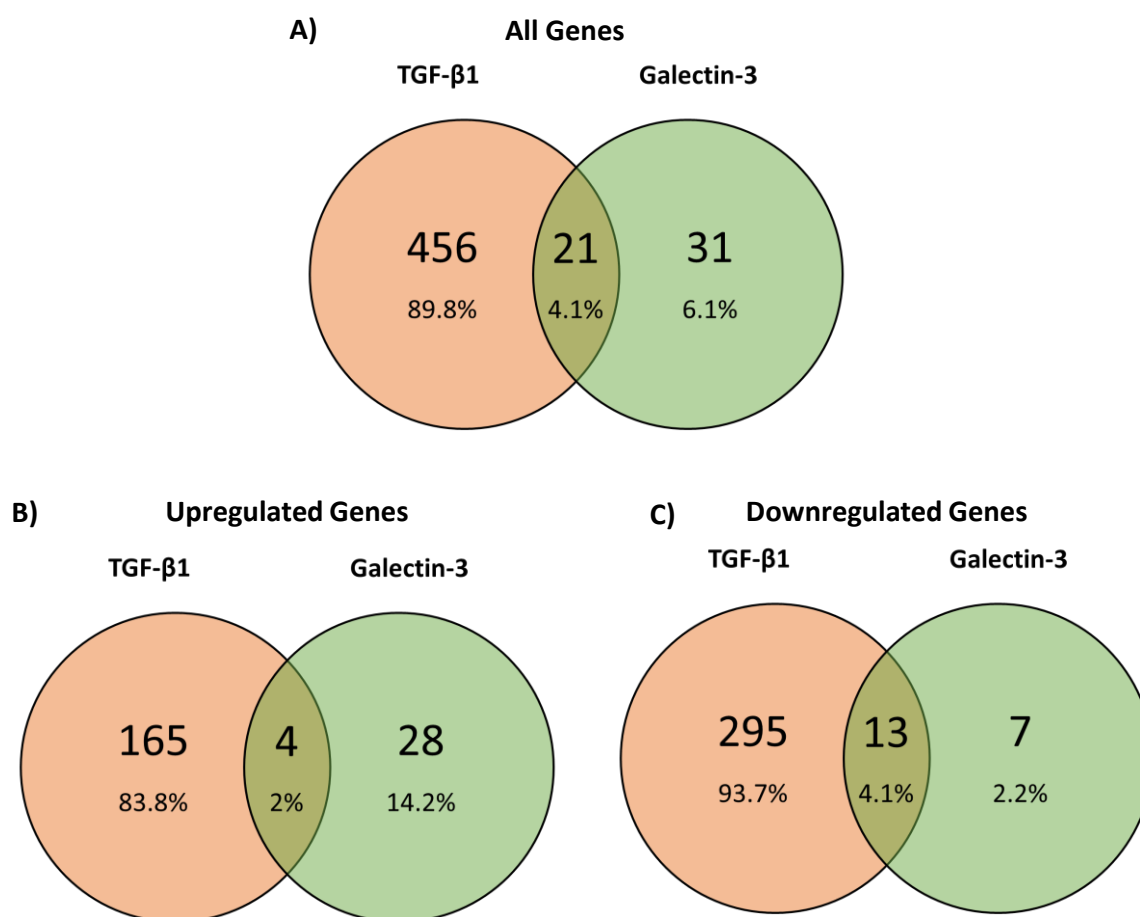 A) All Genes
TGF-β1 Galectin-3
456 21 31
89.8% 4.1% 6.1%
B) Upregulated Genes
TGF-β1 Galectin-3
165 4 28
83.8% 2% 14.2%
C) Downregulated Genes
TGF-β1 Galectin-3
295 13 7
93.7% 4.1% 2.2%